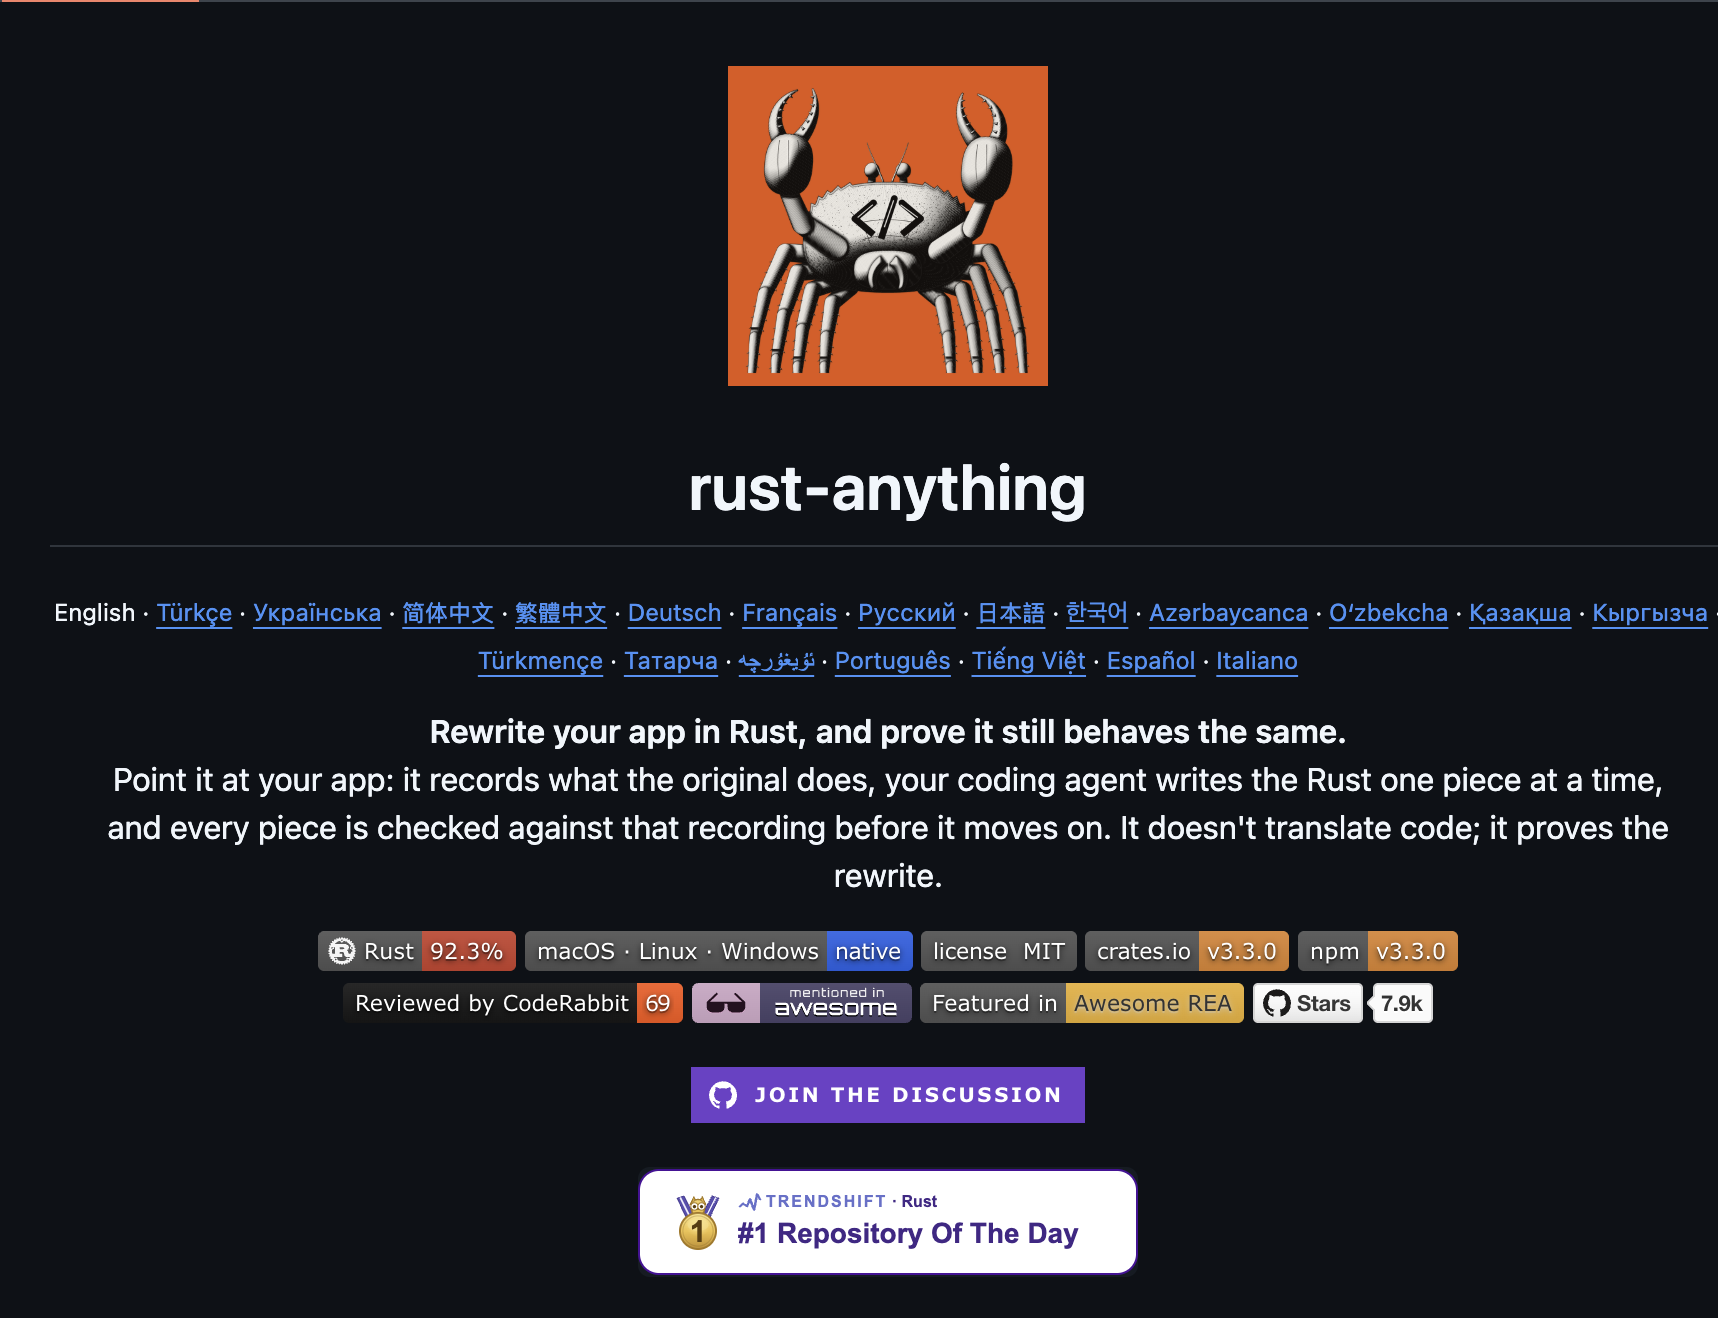 </>
rust-anything
English · Türkçe · Українська · 简体中文 · 繁體中文 · Deutsch · Français · Русский · 日本語 · 한국어 · Azərbaycanca · Oʻzbekcha · Қазақша · Кыргызча ·
Türkmençe · Татарча · ئۇيغۇرچە · Português · Tiếng Việt · Español · Italiano
Rewrite your app in Rust, and prove it still behaves the same.
Point it at your app: it records what the original does, your coding agent writes the Rust one piece at a time,
and every piece is checked against that recording before it moves on. It doesn't translate code; it proves the
rewrite.
Rust 92.3% macOS · Linux · Windows native license MIT crates.io v3.3.0 npm v3.3.0
Reviewed by CodeRabbit 69 mentioned in awesome Featured in Awesome REA Stars 7.9k
JOIN THE DISCUSSION
TRENDSHIFT · Rust
1 #1 Repository Of The Day